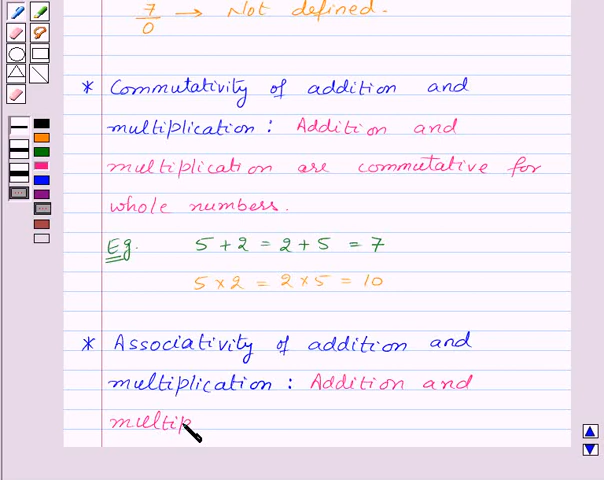 7/0 → Not defined.
* Commutativity of addition and
multiplication : Addition and
multiplication are commutative for
whole numbers.
Eg. 5 + 2 = 2 + 5 = 7
5 × 2 = 2 × 5 = 10
* Associativity of addition and
multiplication : Addition and
multip